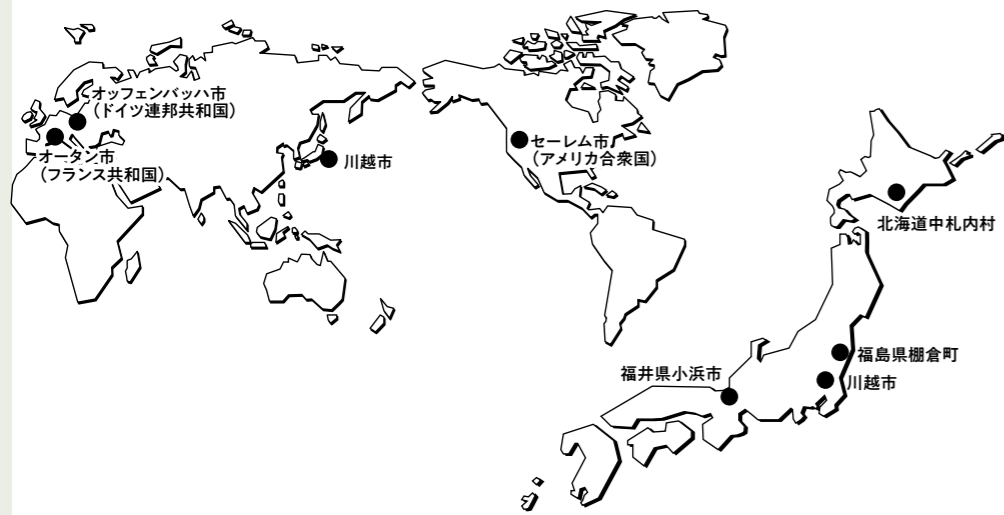 オッフェンバッハ市
（ドイツ連邦共和国）
オータン市
（フランス共和国）
川越市
セーレム市
（アメリカ合衆国）
北海道中札内村
福島県棚倉町
福井県小浜市
川越市